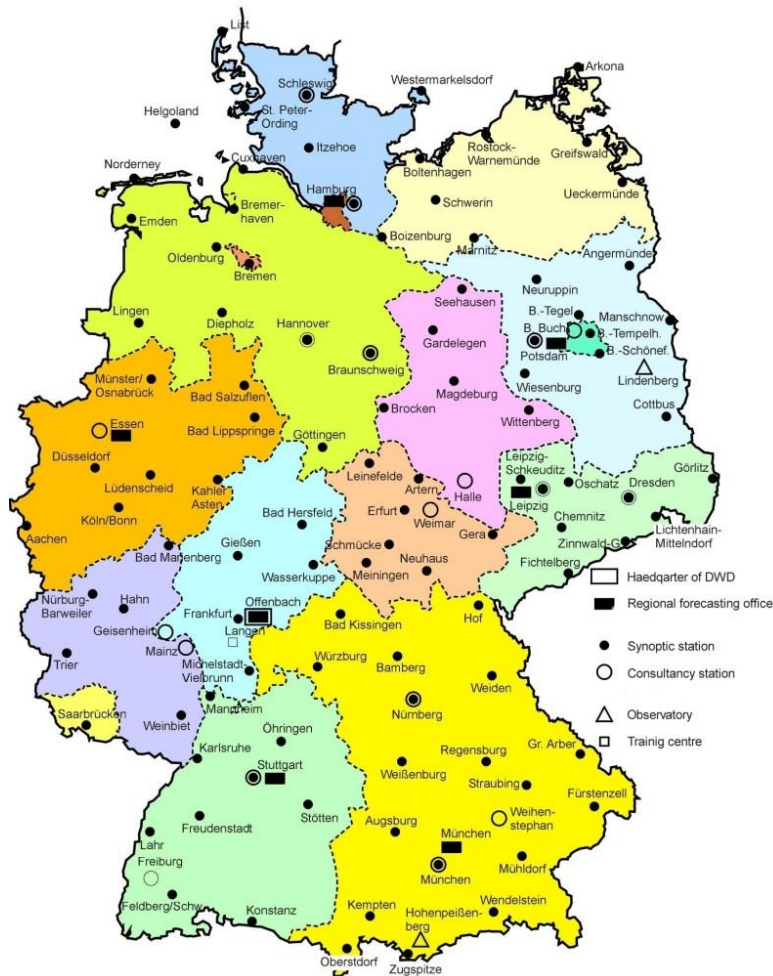 List
Arkona
Schleswig
Westermarkelsdorf
St. Peter-
Ording
Helgoland
Itzehoe
Rostock-
Warnemünde
Greifswald
Cuxhaven
Boltenhagen
Norderney
Hamburg
Ueckermünde
Schwerin
Bremer-
haven
Emden
Boizenburg
Marnitz
Oldenburg
Bremen
Angermünde
Neuruppin
Seehausen
B.-Tegel
Manschnow
Lingen
Diepholz
Hannover
Gardelegen
B. Buch
B.-Tempelh.
Potsdam
B.-Schönef.
Braunschweig
Wiesenburg
Lindenberg
Münster/
Osnabrück
Bad Salzuflen
Magdeburg
Brocken
Wittenberg
Cottbus
Essen
Bad Lippspringe
Göttingen
Düsseldorf
Leinefelde
Leipzig-
Schkeuditz
Görlitz
Lüdenscheid
Kahler
Asten
Artern
Halle
Oschatz
Dresden
Leipzig
Köln/Bonn
Bad Hersfeld
Erfurt
Weimar
Aachen
Gera
Chemnitz
Lichtenhain-
Mittelndorf
Zinnwald-G.
Bad Marienberg
Gießen
Schmücke
Neuhaus
Wasserkuppe
Meiningen
Fichtelberg
Haedqarter of DWD
Nürburg-
Barweiler
Hahn
Frankfurt
Offenbach
Hof
Regional forecasting office
Geisenheim
Langen
Bad Kissingen
Mainz
Synoptic station
Trier
Michelstadt-
Vielbrunn
Würzburg
Bamberg
Weiden
Consultancy station
Saarbrücken
Mannheim
Nürnberg
Observatory
Weinbiet
Trainig centre
Karlsruhe
Öhringen
Regensburg
Gr. Arber
Stuttgart
Weißenburg
Straubing
Fürstenzell
Freudenstadt
Stötten
Augsburg
Weihen-
stephan
Lahr
München
Freiburg
München
Mühldorf
Feldberg/Schw.
Konstanz
Kempten
Hohenpeißen-
berg
Wendelstein
Oberstdorf
Zugspitze